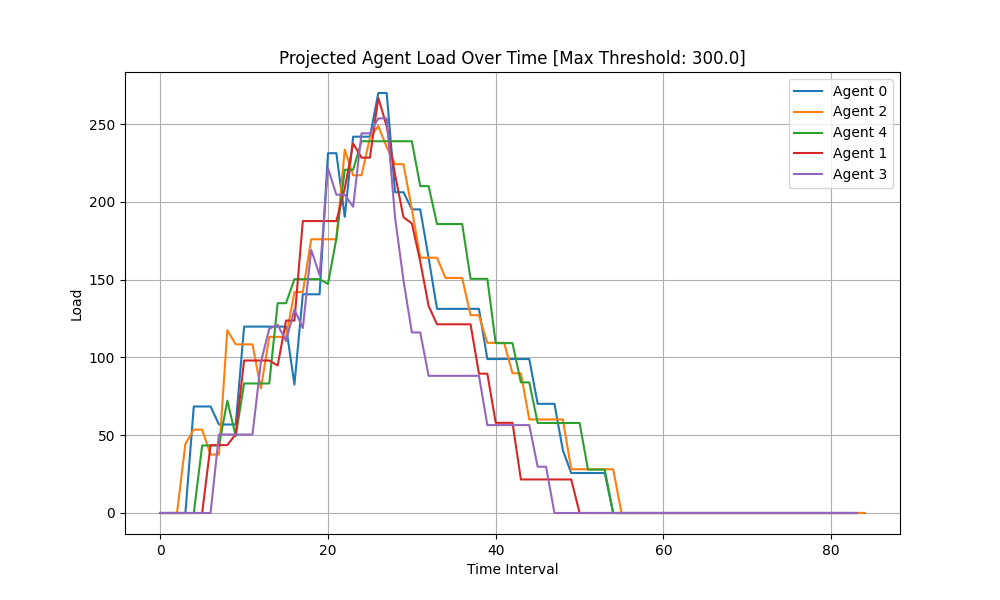 Projected Agent Load Over Time [Max Threshold: 300.0]
Agent 0
Agent 2
Agent 4
Agent 1
Agent 3
Load
250
200
150
100
50
0
0 20 40 60 80
Time Interval